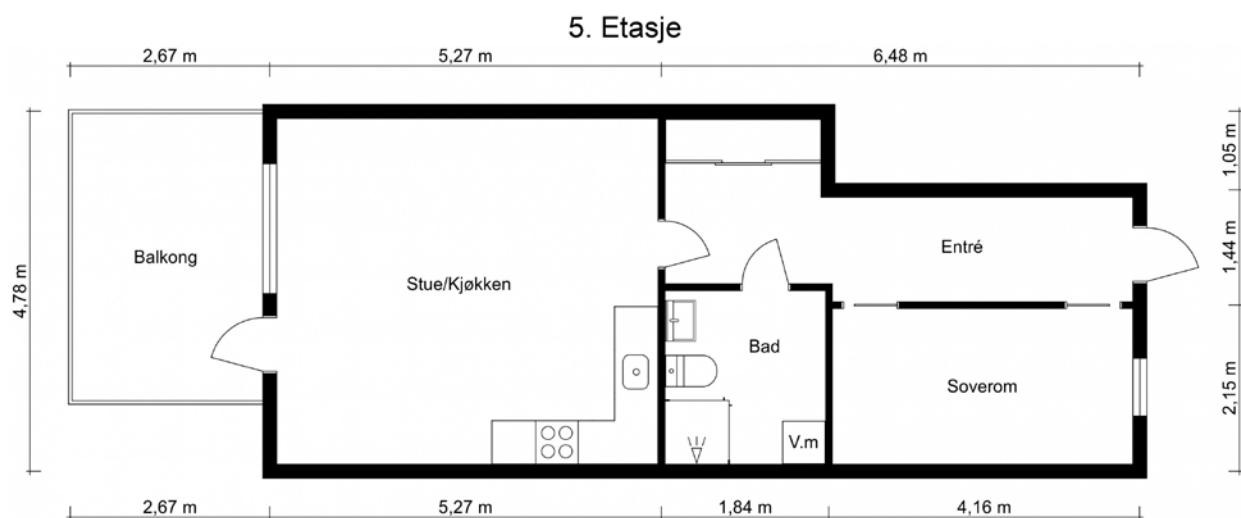 5. Etasje
2,67 m 5,27 m 6,48 m
1,05 m
Balkong
Entré
1,44 m
4,78 m
Stue/Kjøkken
Bad
Soverom
2,15 m
V.m
2,67 m 5,27 m 1,84 m 4,16 m